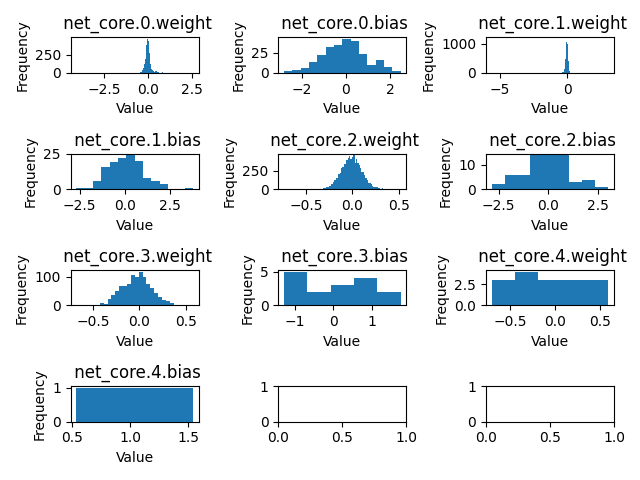 net_core.0.weight
Frequency
250
0
−2.5
0.0
2.5
Value
net_core.0.bias
Frequency
25
0
−2
0
2
Value
net_core.1.weight
Frequency
1000
0
−5
0
Value
net_core.1.bias
Frequency
25
0
−2.5
0.0
2.5
Value
net_core.2.weight
Frequency
250
0
−0.5
0.0
0.5
Value
net_core.2.bias
Frequency
10
0
−2.5
0.0
2.5
Value
net_core.3.weight
Frequency
100
0
−0.5
0.0
0.5
Value
net_core.3.bias
Frequency
5
0
−1
0
1
Value
net_core.4.weight
Frequency
2.5
0.0
−0.5
0.0
0.5
Value
net_core.4.bias
Frequency
1
0
0.5
1.0
1.5
Value
1
0
0.0
0.5
1.0
1
0
0.0
0.5
1.0